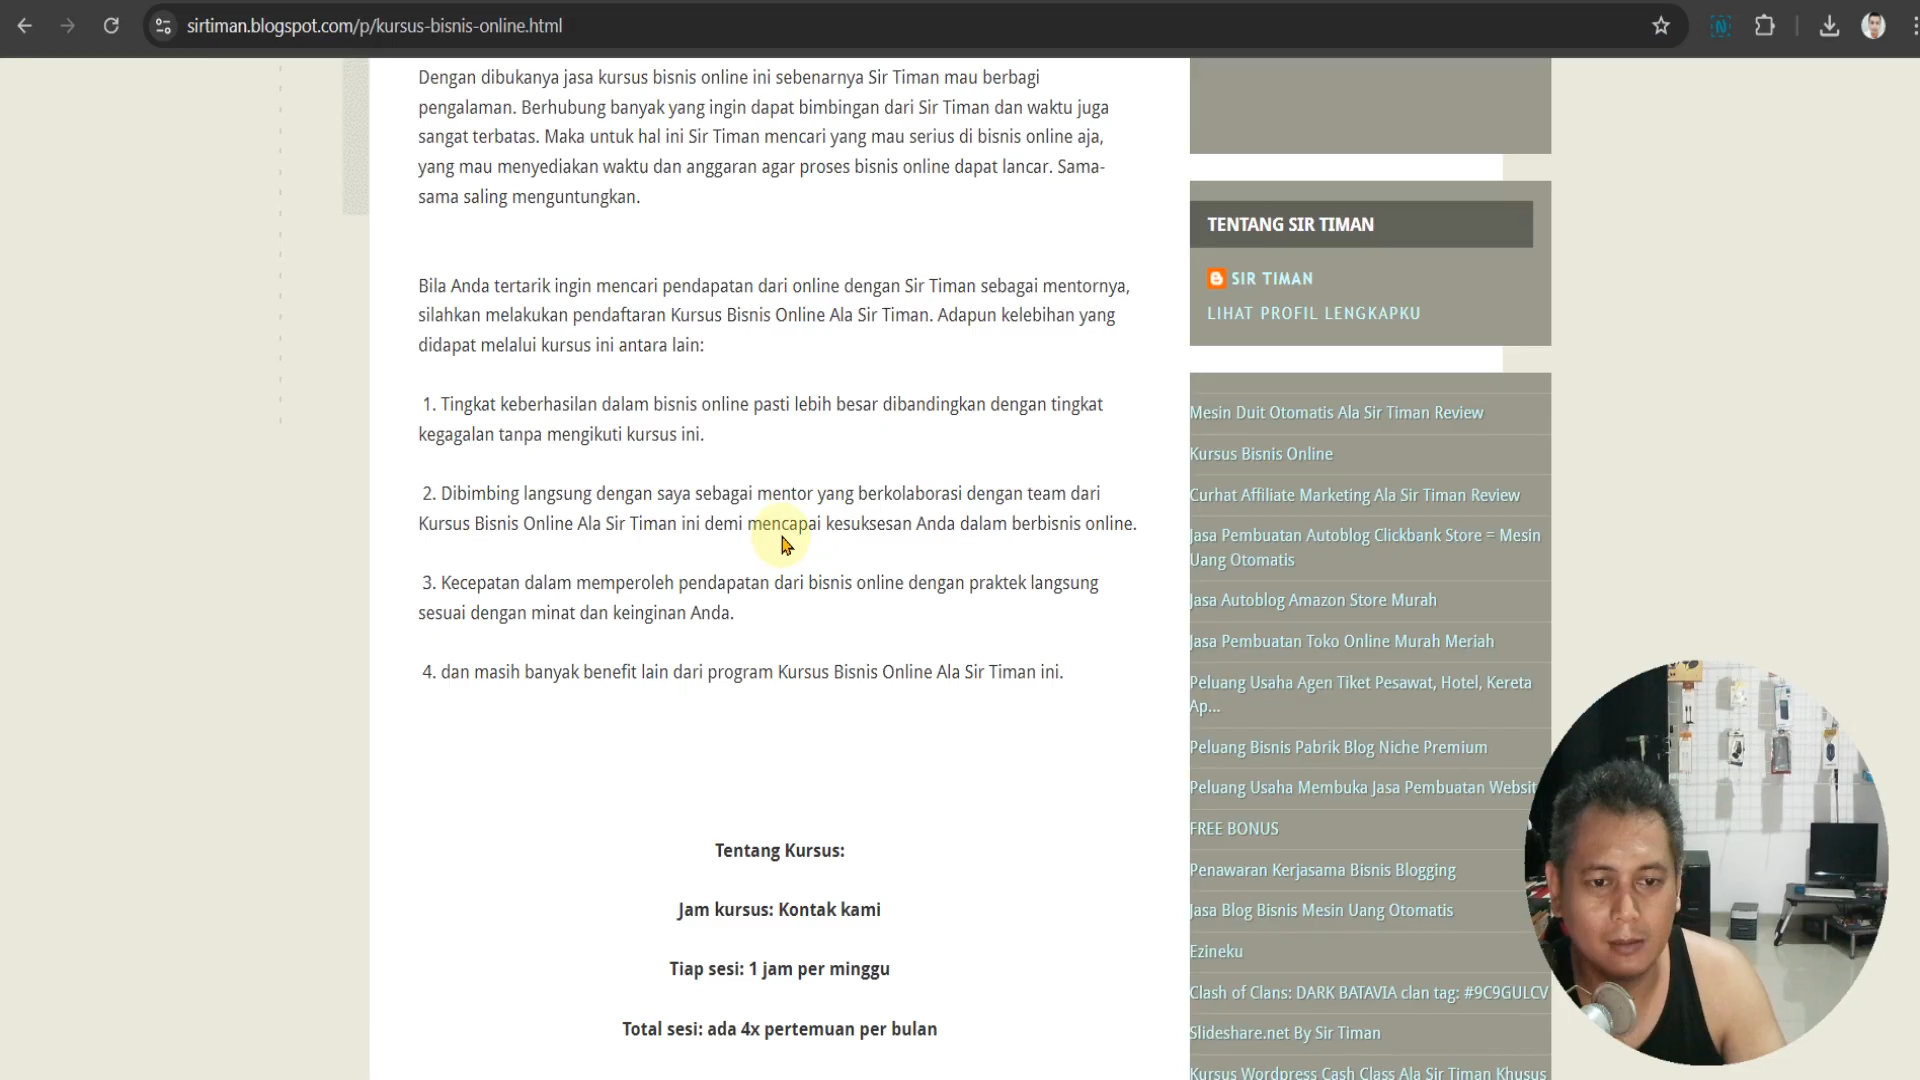 sirtiman.blogspot.com/p/kursus-bisnis-online.html
Dengan dibukanya jasa kursus bisnis online ini sebenarnya Sir Timan mau berbagi
pengalaman. Berhubung banyak yang ingin dapat bimbingan dari Sir Timan dan waktu juga
sangat terbatas. Maka untuk hal ini Sir Timan mencari yang mau serius di bisnis online aja,
yang mau menyediakan waktu dan anggaran agar proses bisnis online dapat lancar. Sama-
sama saling menguntungkan.
Bila Anda tertarik ingin mencari pendapatan dari online dengan Sir Timan sebagai mentornya,
silahkan melakukan pendaftaran Kursus Bisnis Online Ala Sir Timan. Adapun kelebihan yang
didapat melalui kursus ini antara lain:
1. Tingkat keberhasilan dalam bisnis online pasti lebih besar dibandingkan dengan tingkat
kegagalan tanpa mengikuti kursus ini.
2. Dibimbing langsung dengan saya sebagai mentor yang berkolaborasi dengan team dari
Kursus Bisnis Online Ala Sir Timan ini demi mencapai kesuksesan Anda dalam berbisnis online.
3. Kecepatan dalam memperoleh pendapatan dari bisnis online dengan praktek langsung
sesuai dengan minat dan keinginan Anda.
4. dan masih banyak benefit lain dari program Kursus Bisnis Online Ala Sir Timan ini.
Tentang Kursus:
Jam kursus: Kontak kami
Tiap sesi: 1 jam per minggu
Total sesi: ada 4x pertemuan per bulan
TENTANG SIR TIMAN
SIR TIMAN
LIHAT PROFIL LENGKAPKU
Mesin Duit Otomatis Ala Sir Timan Review
Kursus Bisnis Online
Curhat Affiliate Marketing Ala Sir Timan Review
Jasa Pembuatan Autoblog Clickbank Store = Mesin
Uang Otomatis
Jasa Autoblog Amazon Store Murah
Jasa Pembuatan Toko Online Murah Meriah
Peluang Usaha Agen Tiket Pesawat, Hotel, Kereta
Ap...
Peluang Bisnis Pabrik Blog Niche Premium
Peluang Usaha Membuka Jasa Pembuatan Websit
FREE BONUS
Penawaran Kerjasama Bisnis Blogging
Jasa Blog Bisnis Mesin Uang Otomatis
Ezineku
Clash of Clans: DARK BATAVIA clan tag: #9C9GULCV
Slideshare.net By Sir Timan
Kursus Wordpress Cash Class Ala Sir Timan Khusus